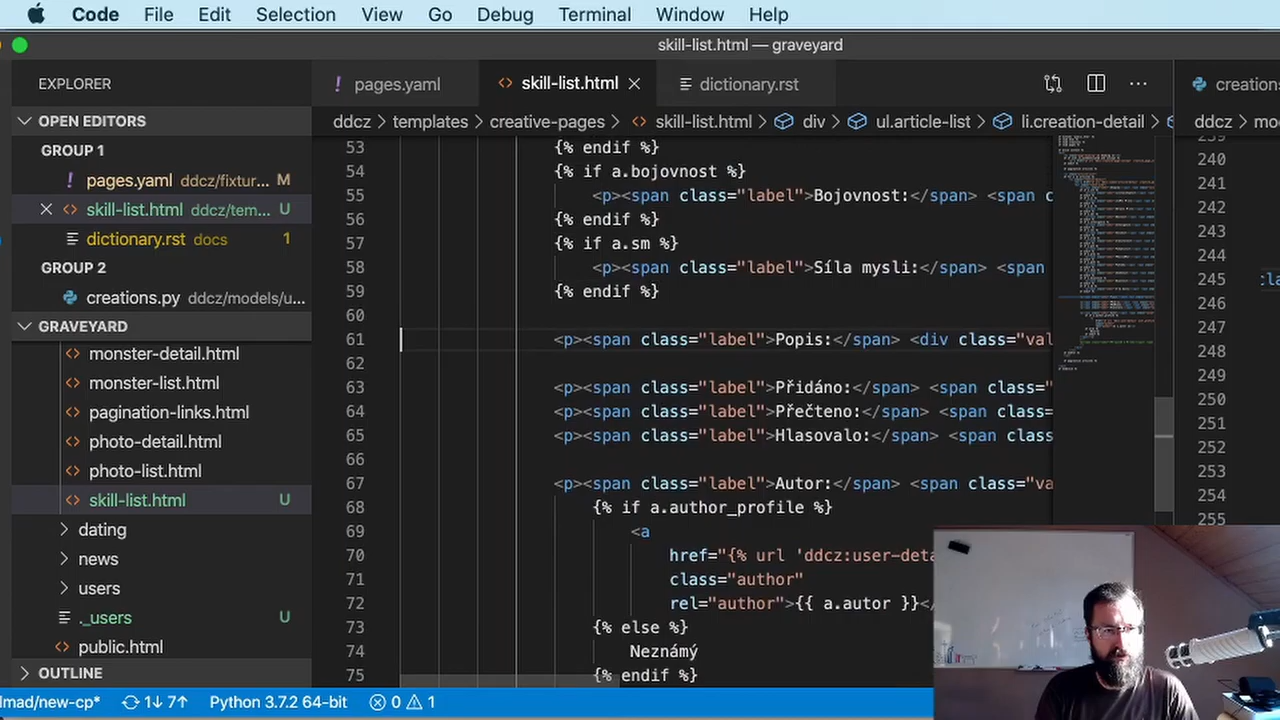 Code File Edit Selection View Go Debug Terminal Window Help
skill-list.html — graveyard
EXPLORER
OPEN EDITORS
GROUP 1
! pages.yaml ddcz/fixtur... M
skill-list.html ddcz/tem... U
dictionary.rst docs 1
GROUP 2
creations.py ddcz/models/u...
GRAVEYARD
monster-detail.html
monster-list.html
pagination-links.html
photo-detail.html
photo-list.html
skill-list.html U
dating
news
users
._users U
public.html
OUTLINE
! pages.yaml skill-list.html dictionary.rst
ddcz > templates > creative-pages > skill-list.html > div > ul.article-list > li.creation-detail >
53 {% endif %}
54 {% if a.bojovnost %}
55 <p><span class="label">Bojovnost:</span> <span c
56 {% endif %}
57 {% if a.sm %}
58 <p><span class="label">Síla mysli:</span> <span
59 {% endif %}
60
61 <p><span class="label">Popis:</span> <div class="val
62
63 <p><span class="label">Přidáno:</span> <span class="
64 <p><span class="label">Přečteno:</span> <span class=
65 <p><span class="label">Hlasovalo:</span> <span class
66
67 <p><span class="label">Autor:</span> <span class="va
68 {% if a.author_profile %}
69 <a
70 href="{% url 'ddcz:user-deta
71 class="author"
72 rel="author">{{ a.autor }}</
73 {% else %}
74 Neznámý
75 {% endif %}
creations
ddcz > mo
240
241
242
243
244
245 cla
246
247
248
249
250
251
252
253
254
255
lmad/new-cp* 1↓ 7↑ Python 3.7.2 64-bit 0 1